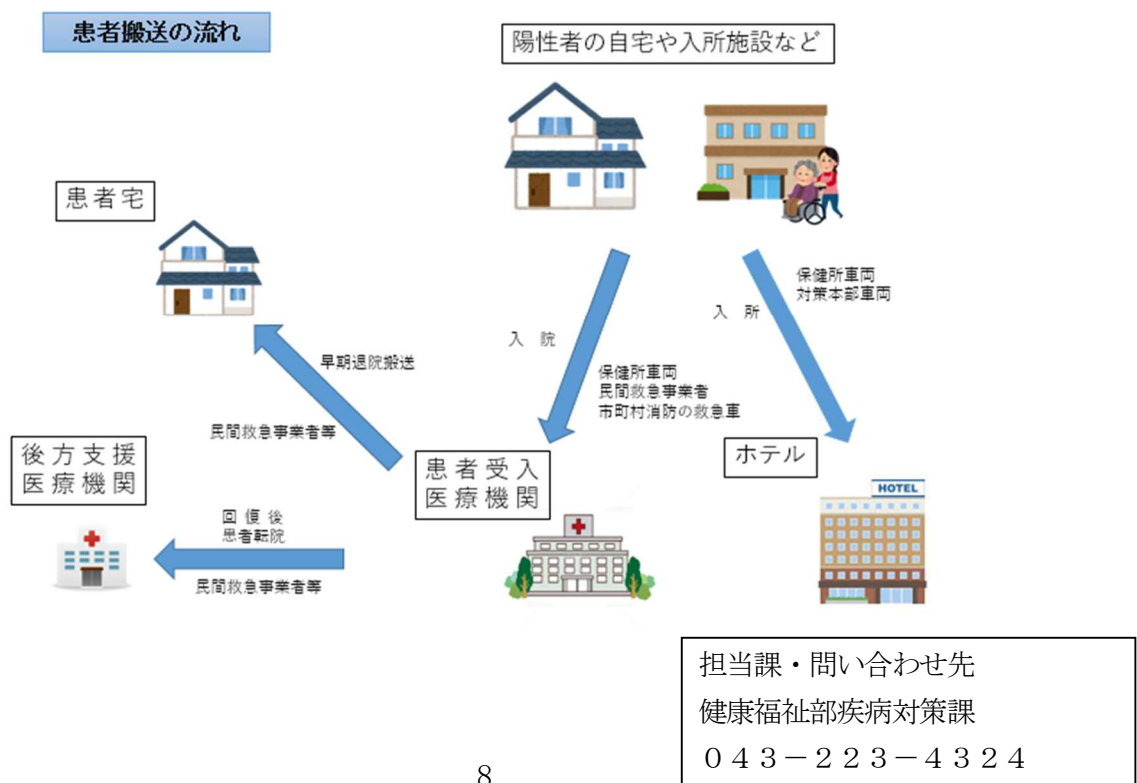 患者搬送の流れ
陽性者の自宅や入所施設など
患者宅
保健所車両
対策本部車両
入 所
入 院
早期退院搬送
保健所車両
民間救急事業者
市町村消防の救急車
民間救急事業者等
後方支援
医療機関
患者受入
医療機関
ホテル
HOTEL
回 復 後
患者転院
民間救急事業者等
担当課・問い合わせ先
健康福祉部疾病対策課
043-223-4324
8